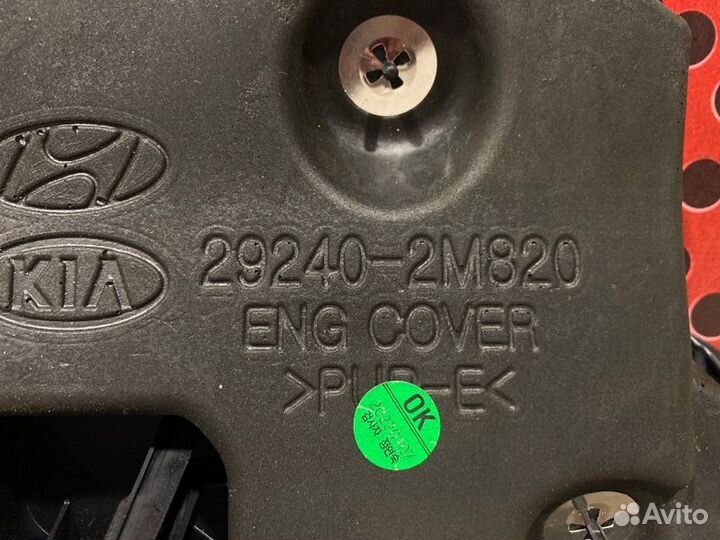 29240-2M820
KIA
ENG COVER
>PUR-E<
OK
Avito